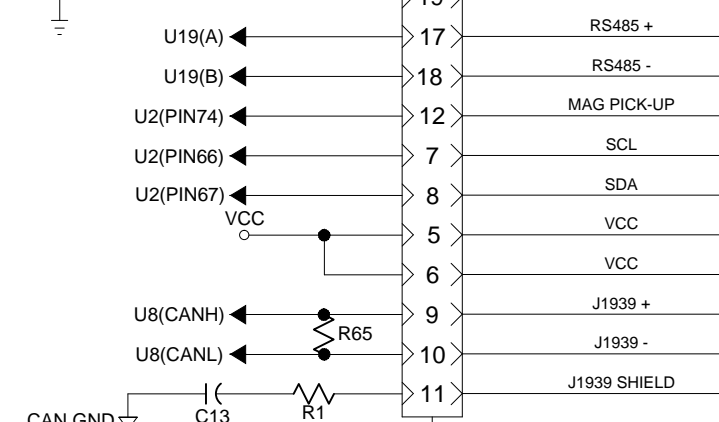 U19(A) 17 RS485 +
U19(B) 18 RS485 -
U2(PIN74) 12 MAG PICK-UP
U2(PIN66) 7 SCL
U2(PIN67) 8 SDA
VCC 5 VCC
6 VCC
U8(CANH) 9 J1939 +
R65
U8(CANL) 10 J1939 -
11 J1939 SHIELD
CAN GND C13 R1